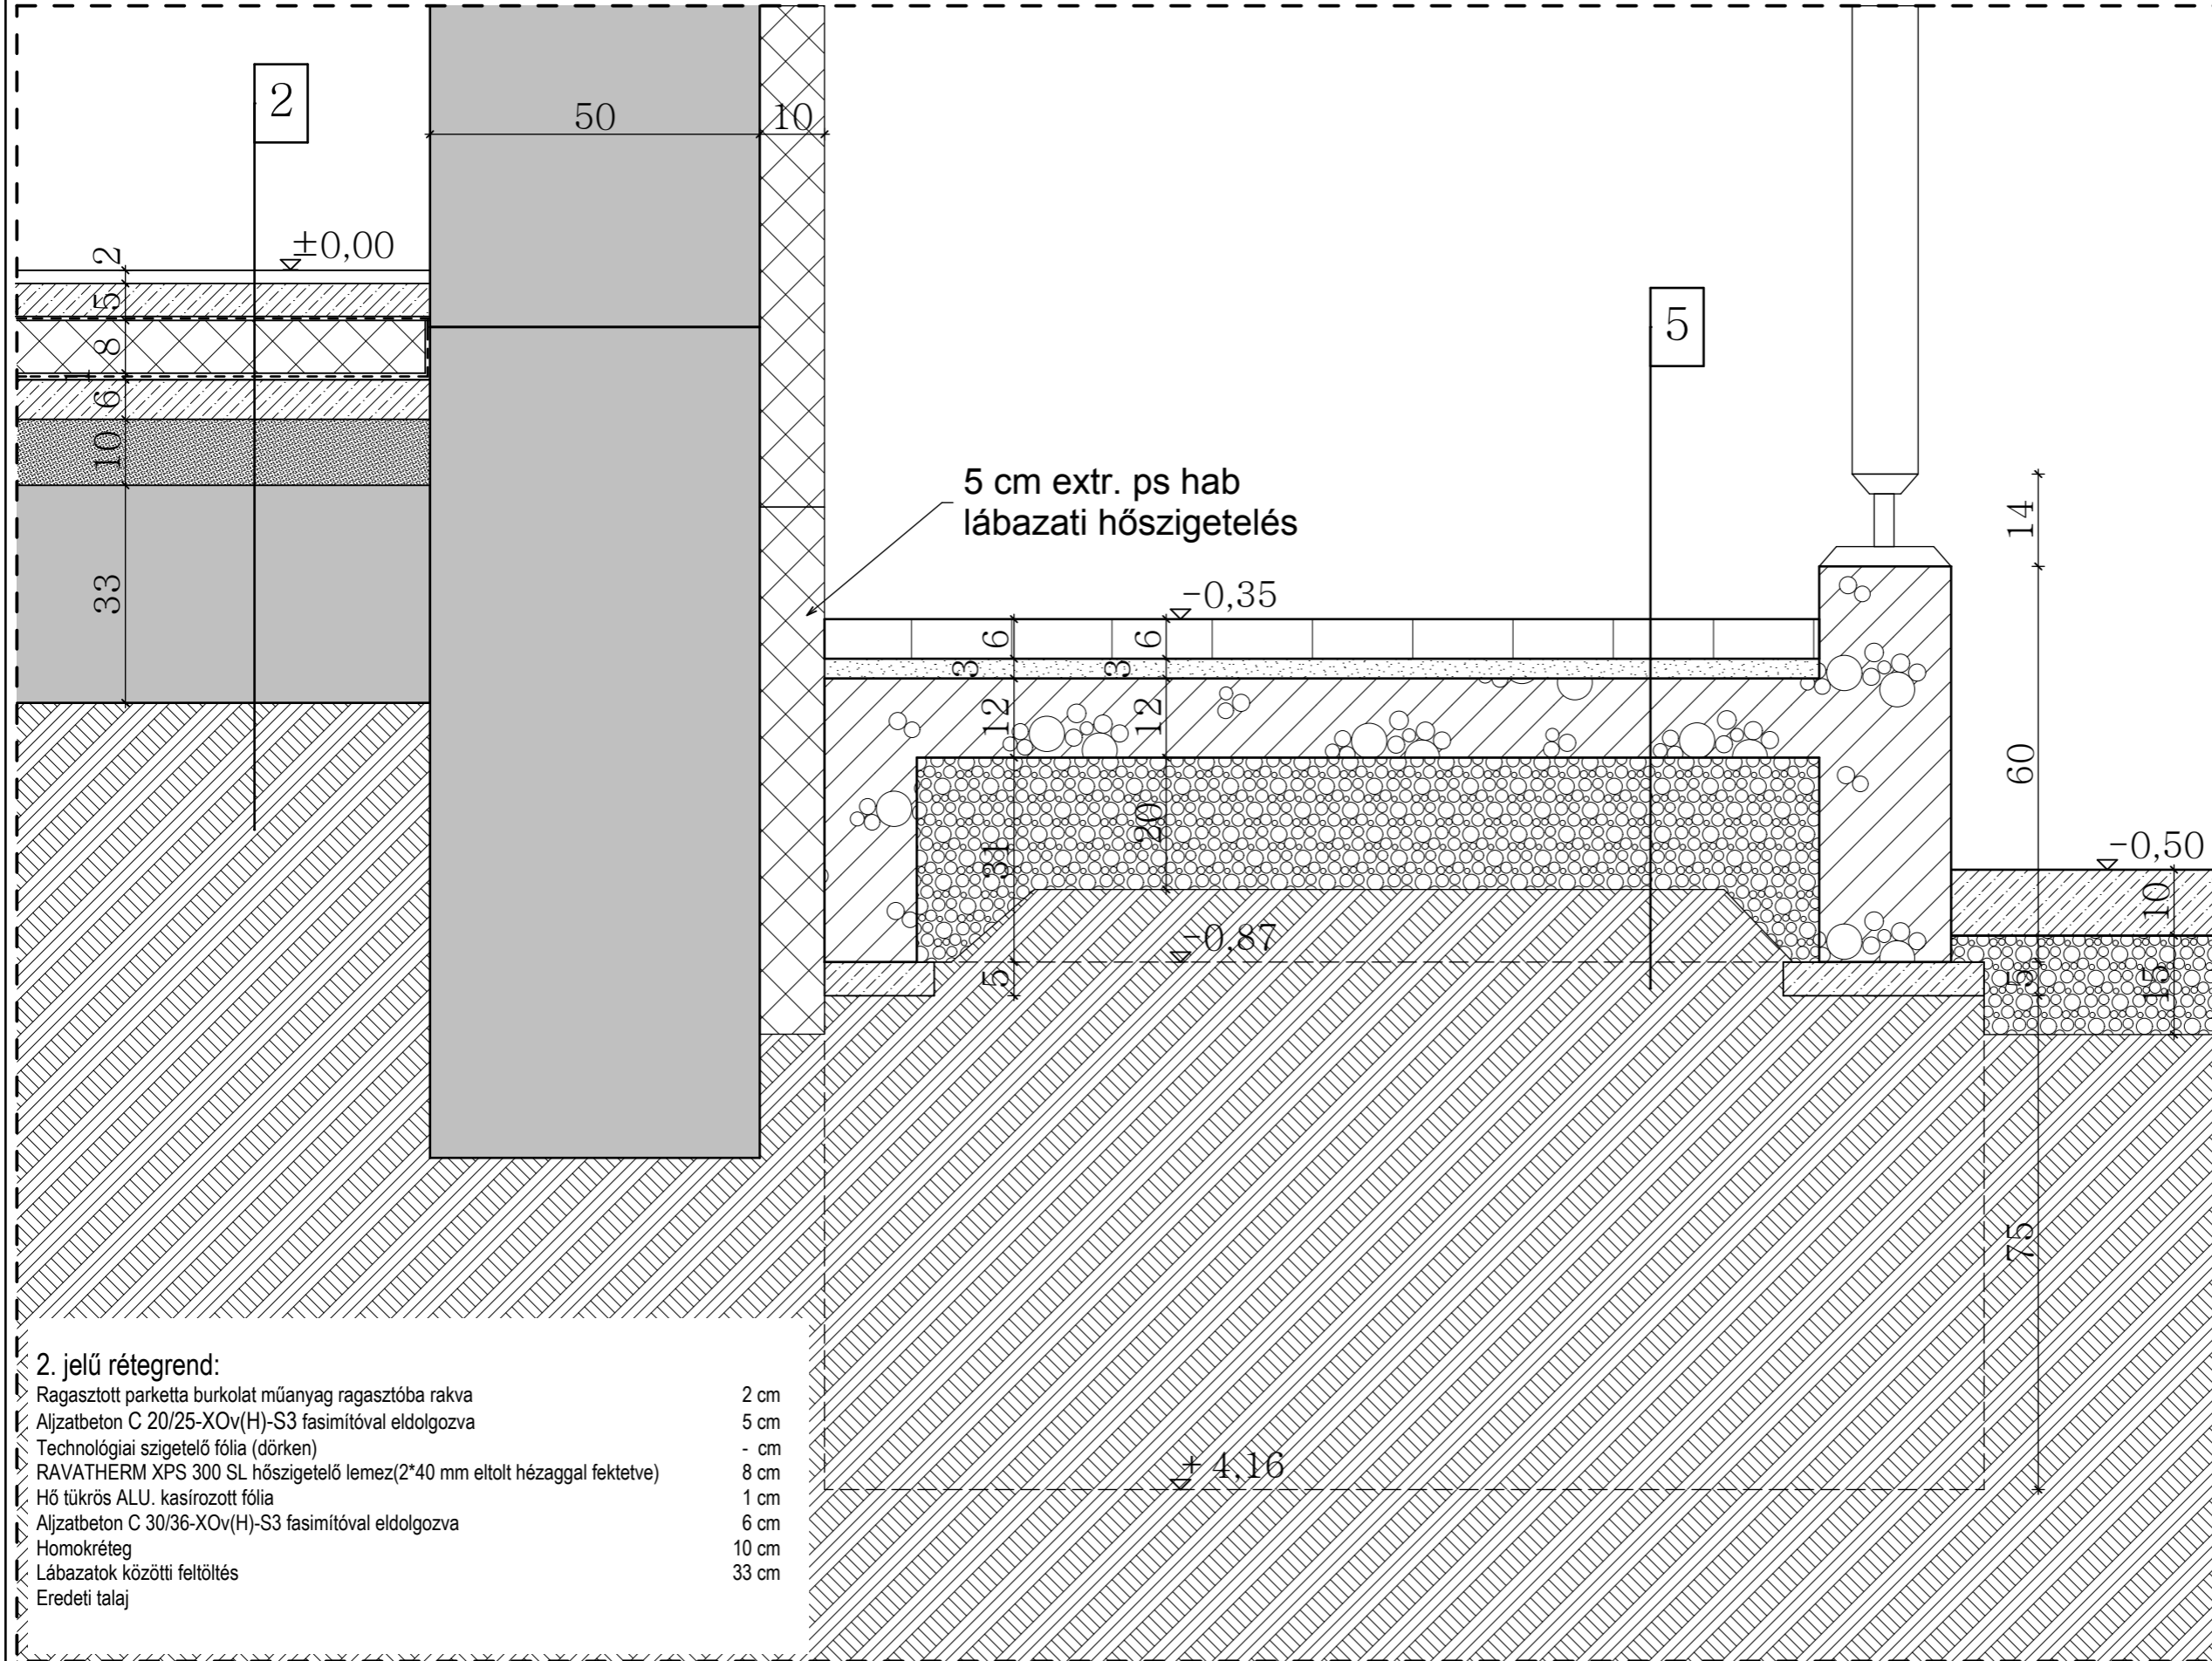 2
50
10
±0,00
2
5
8
1
6
10
33
5
5 cm extr. ps hab
lábazati hőszigetelés
-0,35
6
6
3
3
12
12
31
20
-0,87
5
14
60
-0,50
10
5
15
75
+ 4,16
2. jelű rétegrend:
Ragasztott parketta burkolat műanyag ragasztóba rakva 2 cm
Aljzatbeton C 20/25-XOv(H)-S3 fasimítóval eldolgozva 5 cm
Technológiai szigetelő fólia (dörken) - cm
RAVATHERM XPS 300 SL hőszigetelő lemez(2*40 mm eltolt hézaggal fektetve) 8 cm
Hő tükrös ALU. kasírozott fólia 1 cm
Aljzatbeton C 30/36-XOv(H)-S3 fasimítóval eldolgozva 6 cm
Homokréteg 10 cm
Lábazatok közötti feltöltés 33 cm
Eredeti talaj